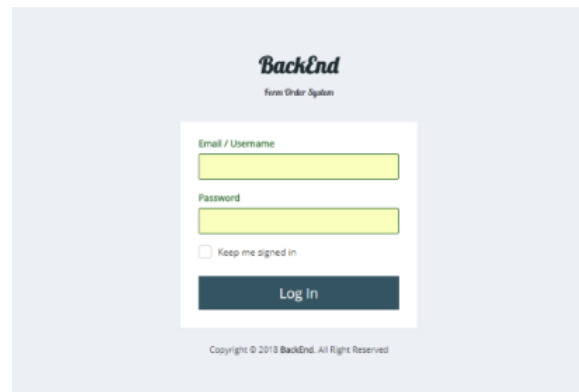 BackEnd
Form Order System
Email / Username
Password
Keep me signed in
Log In
Copyright © 2018 BackEnd. All Right Reserved